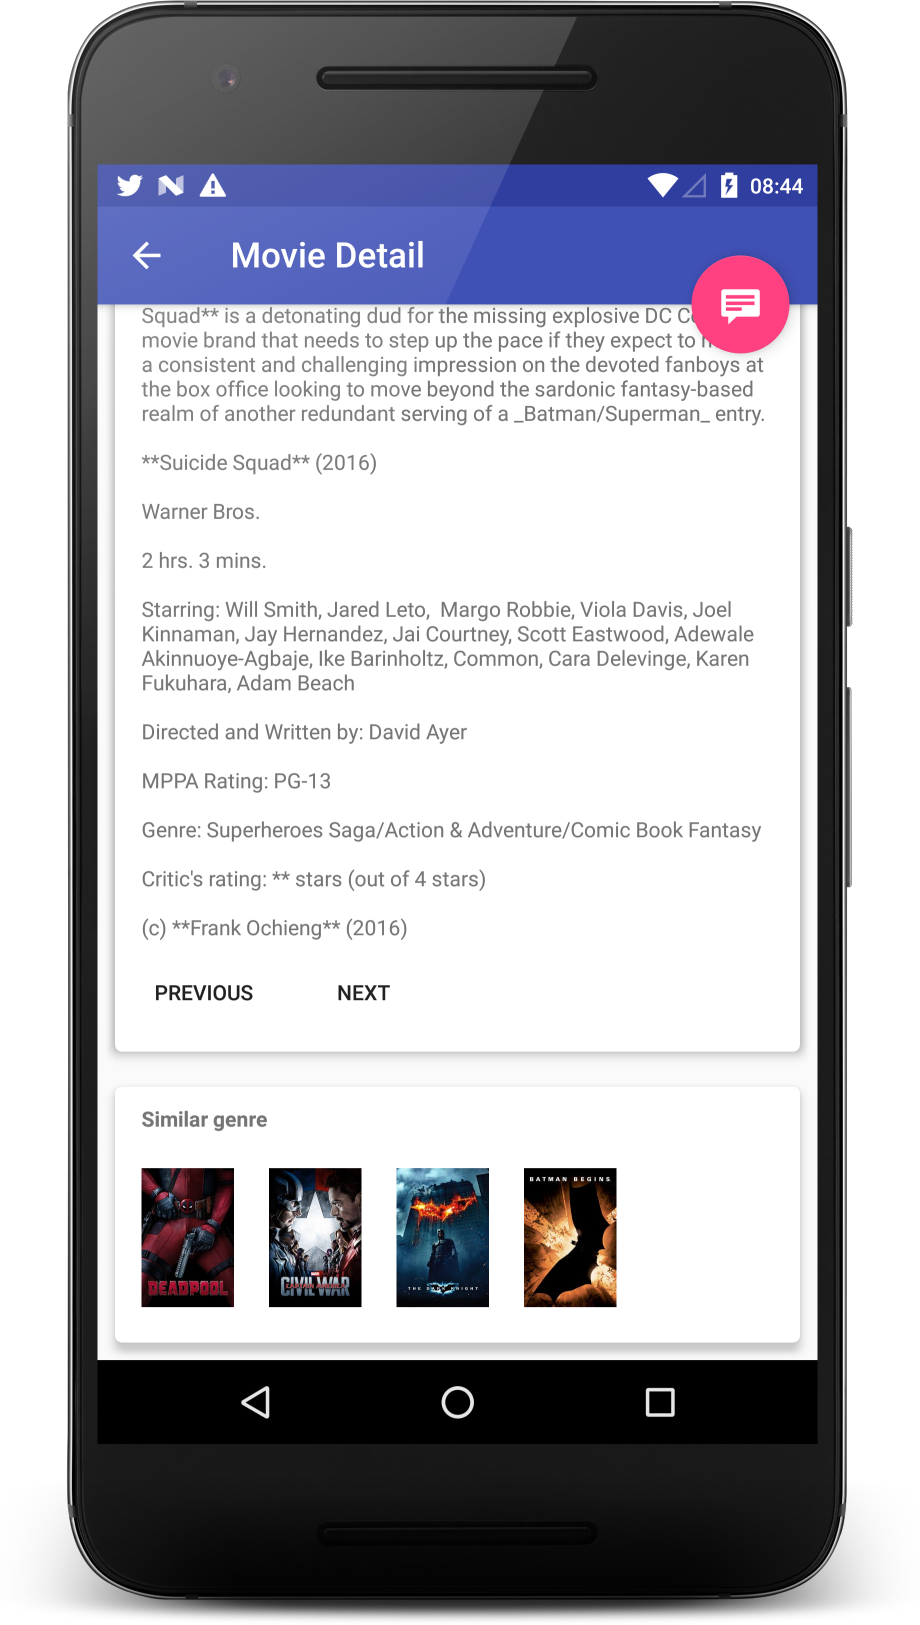 08:44
Movie Detail
Squad** is a detonating dud for the missing explosive DC
movie brand that needs to step up the pace if they expect to
a consistent and challenging impression on the devoted fanboys at
the box office looking to move beyond the sardonic fantasy-based
realm of another redundant serving of a _Batman/Superman_ entry.
**Suicide Squad** (2016)
Warner Bros.
2 hrs. 3 mins.
Starring: Will Smith, Jared Leto,  Margo Robbie, Viola Davis, Joel
Kinnaman, Jay Hernandez, Jai Courtney, Scott Eastwood, Adewale
Akinnuoye-Agbaje, Ike Barinholtz, Common, Cara Delevinge, Karen
Fukuhara, Adam Beach
Directed and Written by: David Ayer
MPPA Rating: PG-13
Genre: Superheroes Saga/Action & Adventure/Comic Book Fantasy
Critic's rating: ** stars (out of 4 stars)
(c) **Frank Ochieng** (2016)
PREVIOUS NEXT
Similar genre
DEADPOOL
CAPTAIN AMERICA
CIVIL WAR
THE DARK KNIGHT
BATMAN BEGINS